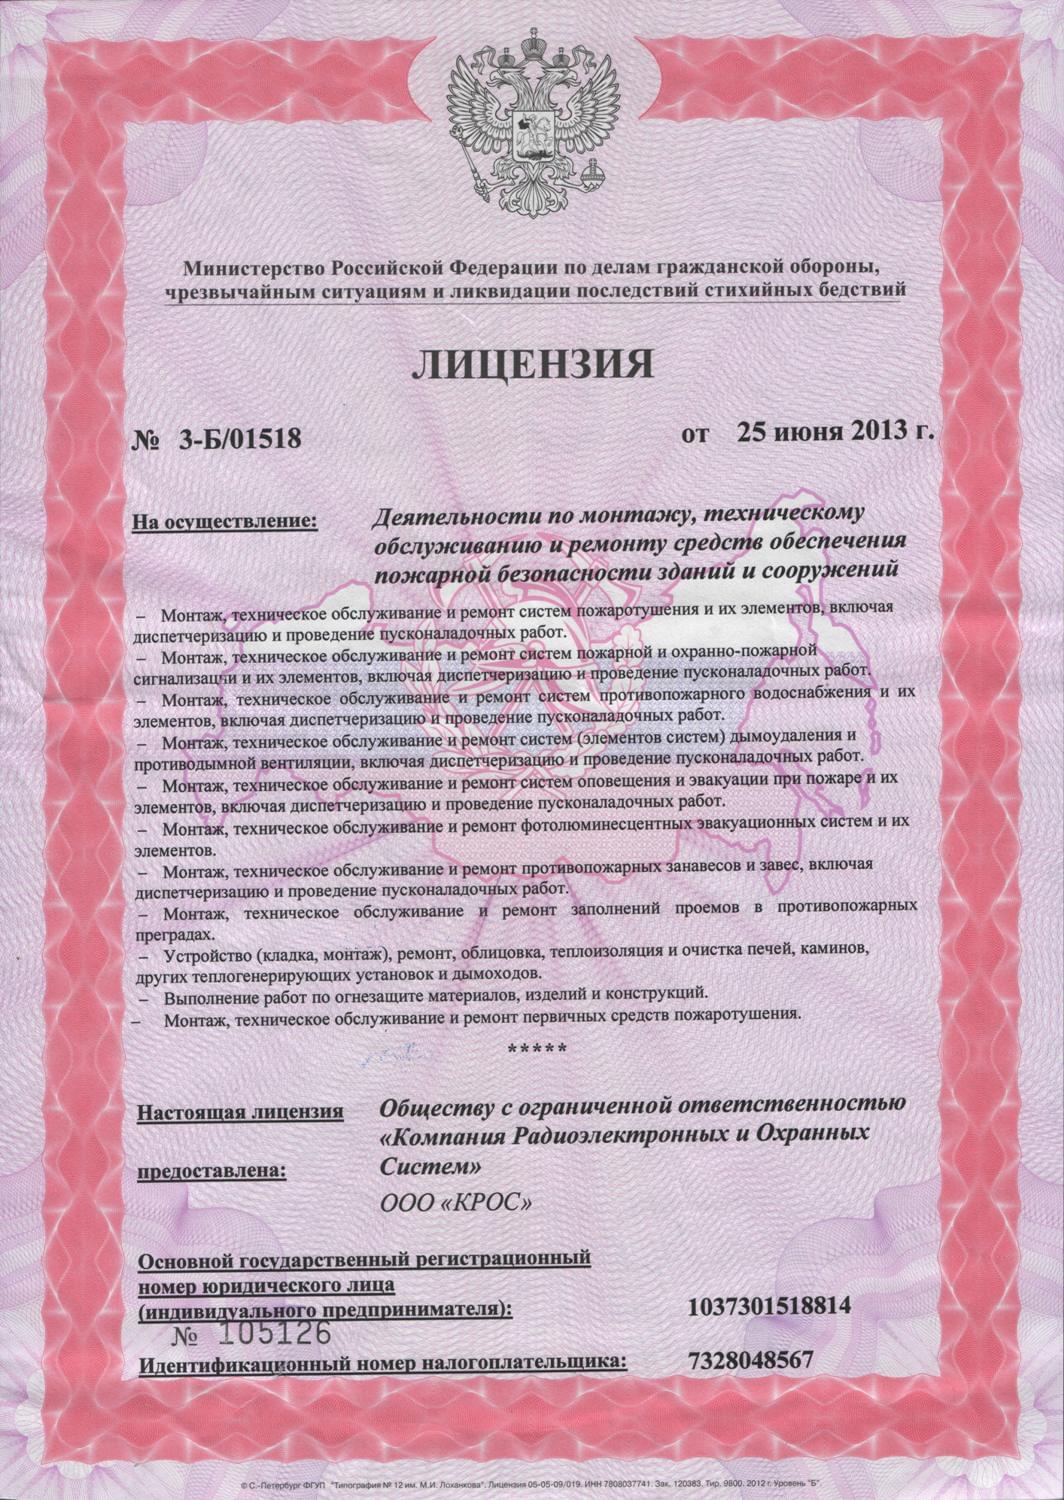 Министерство Российской Федерации по делам гражданской обороны,
чрезвычайным ситуациям и ликвидации последствий стихийных бедствий
ЛИЦЕНЗИЯ
№ 3-Б/01518 от 25 июня 2013 г.
На осуществление: Деятельности по монтажу, техническому
обслуживанию и ремонту средств обеспечения
пожарной безопасности зданий и сооружений
– Монтаж, техническое обслуживание и ремонт систем пожаротушения и их элементов, включая
диспетчеризацию и проведение пусконаладочных работ.
– Монтаж, техническое обслуживание и ремонт систем пожарной и охранно-пожарной
сигнализации и их элементов, включая диспетчеризацию и проведение пусконаладочных работ.
– Монтаж, техническое обслуживание и ремонт систем противопожарного водоснабжения и их
элементов, включая диспетчеризацию и проведение пусконаладочных работ.
– Монтаж, техническое обслуживание и ремонт систем (элементов систем) дымоудаления и
противодымной вентиляции, включая диспетчеризацию и проведение пусконаладочных работ.
– Монтаж, техническое обслуживание и ремонт систем оповещения и эвакуации при пожаре и их
элементов, включая диспетчеризацию и проведение пусконаладочных работ.
– Монтаж, техническое обслуживание и ремонт фотолюминесцентных эвакуационных систем и их
элементов.
– Монтаж, техническое обслуживание и ремонт противопожарных занавесов и завес, включая
диспетчеризацию и проведение пусконаладочных работ.
– Монтаж, техническое обслуживание и ремонт заполнений проемов в противопожарных
преградах.
– Устройство (кладка, монтаж), ремонт, облицовка, теплоизоляция и очистка печей, каминов,
других теплогенерирующих установок и дымоходов.
– Выполнение работ по огнезащите материалов, изделий и конструкций.
– Монтаж, техническое обслуживание и ремонт первичных средств пожаротушения.
*****
Настоящая лицензия Обществу с ограниченной ответственностью
«Компания Радиоэлектронных и Охранных
предоставлена: Систем»
ООО «КРОС»
Основной государственный регистрационный
номер юридического лица
(индивидуального предпринимателя): 1037301518814
№ 105126
Идентификационный номер налогоплательщика: 7328048567
© С.-Петербург ФГУП "Типография № 12 им. М.И. Лоханкова". Лицензия 05-05-09/019. ИНН 7808037741. Зак. 120383. Тир. 9800. 2012 г. Уровень "Б".